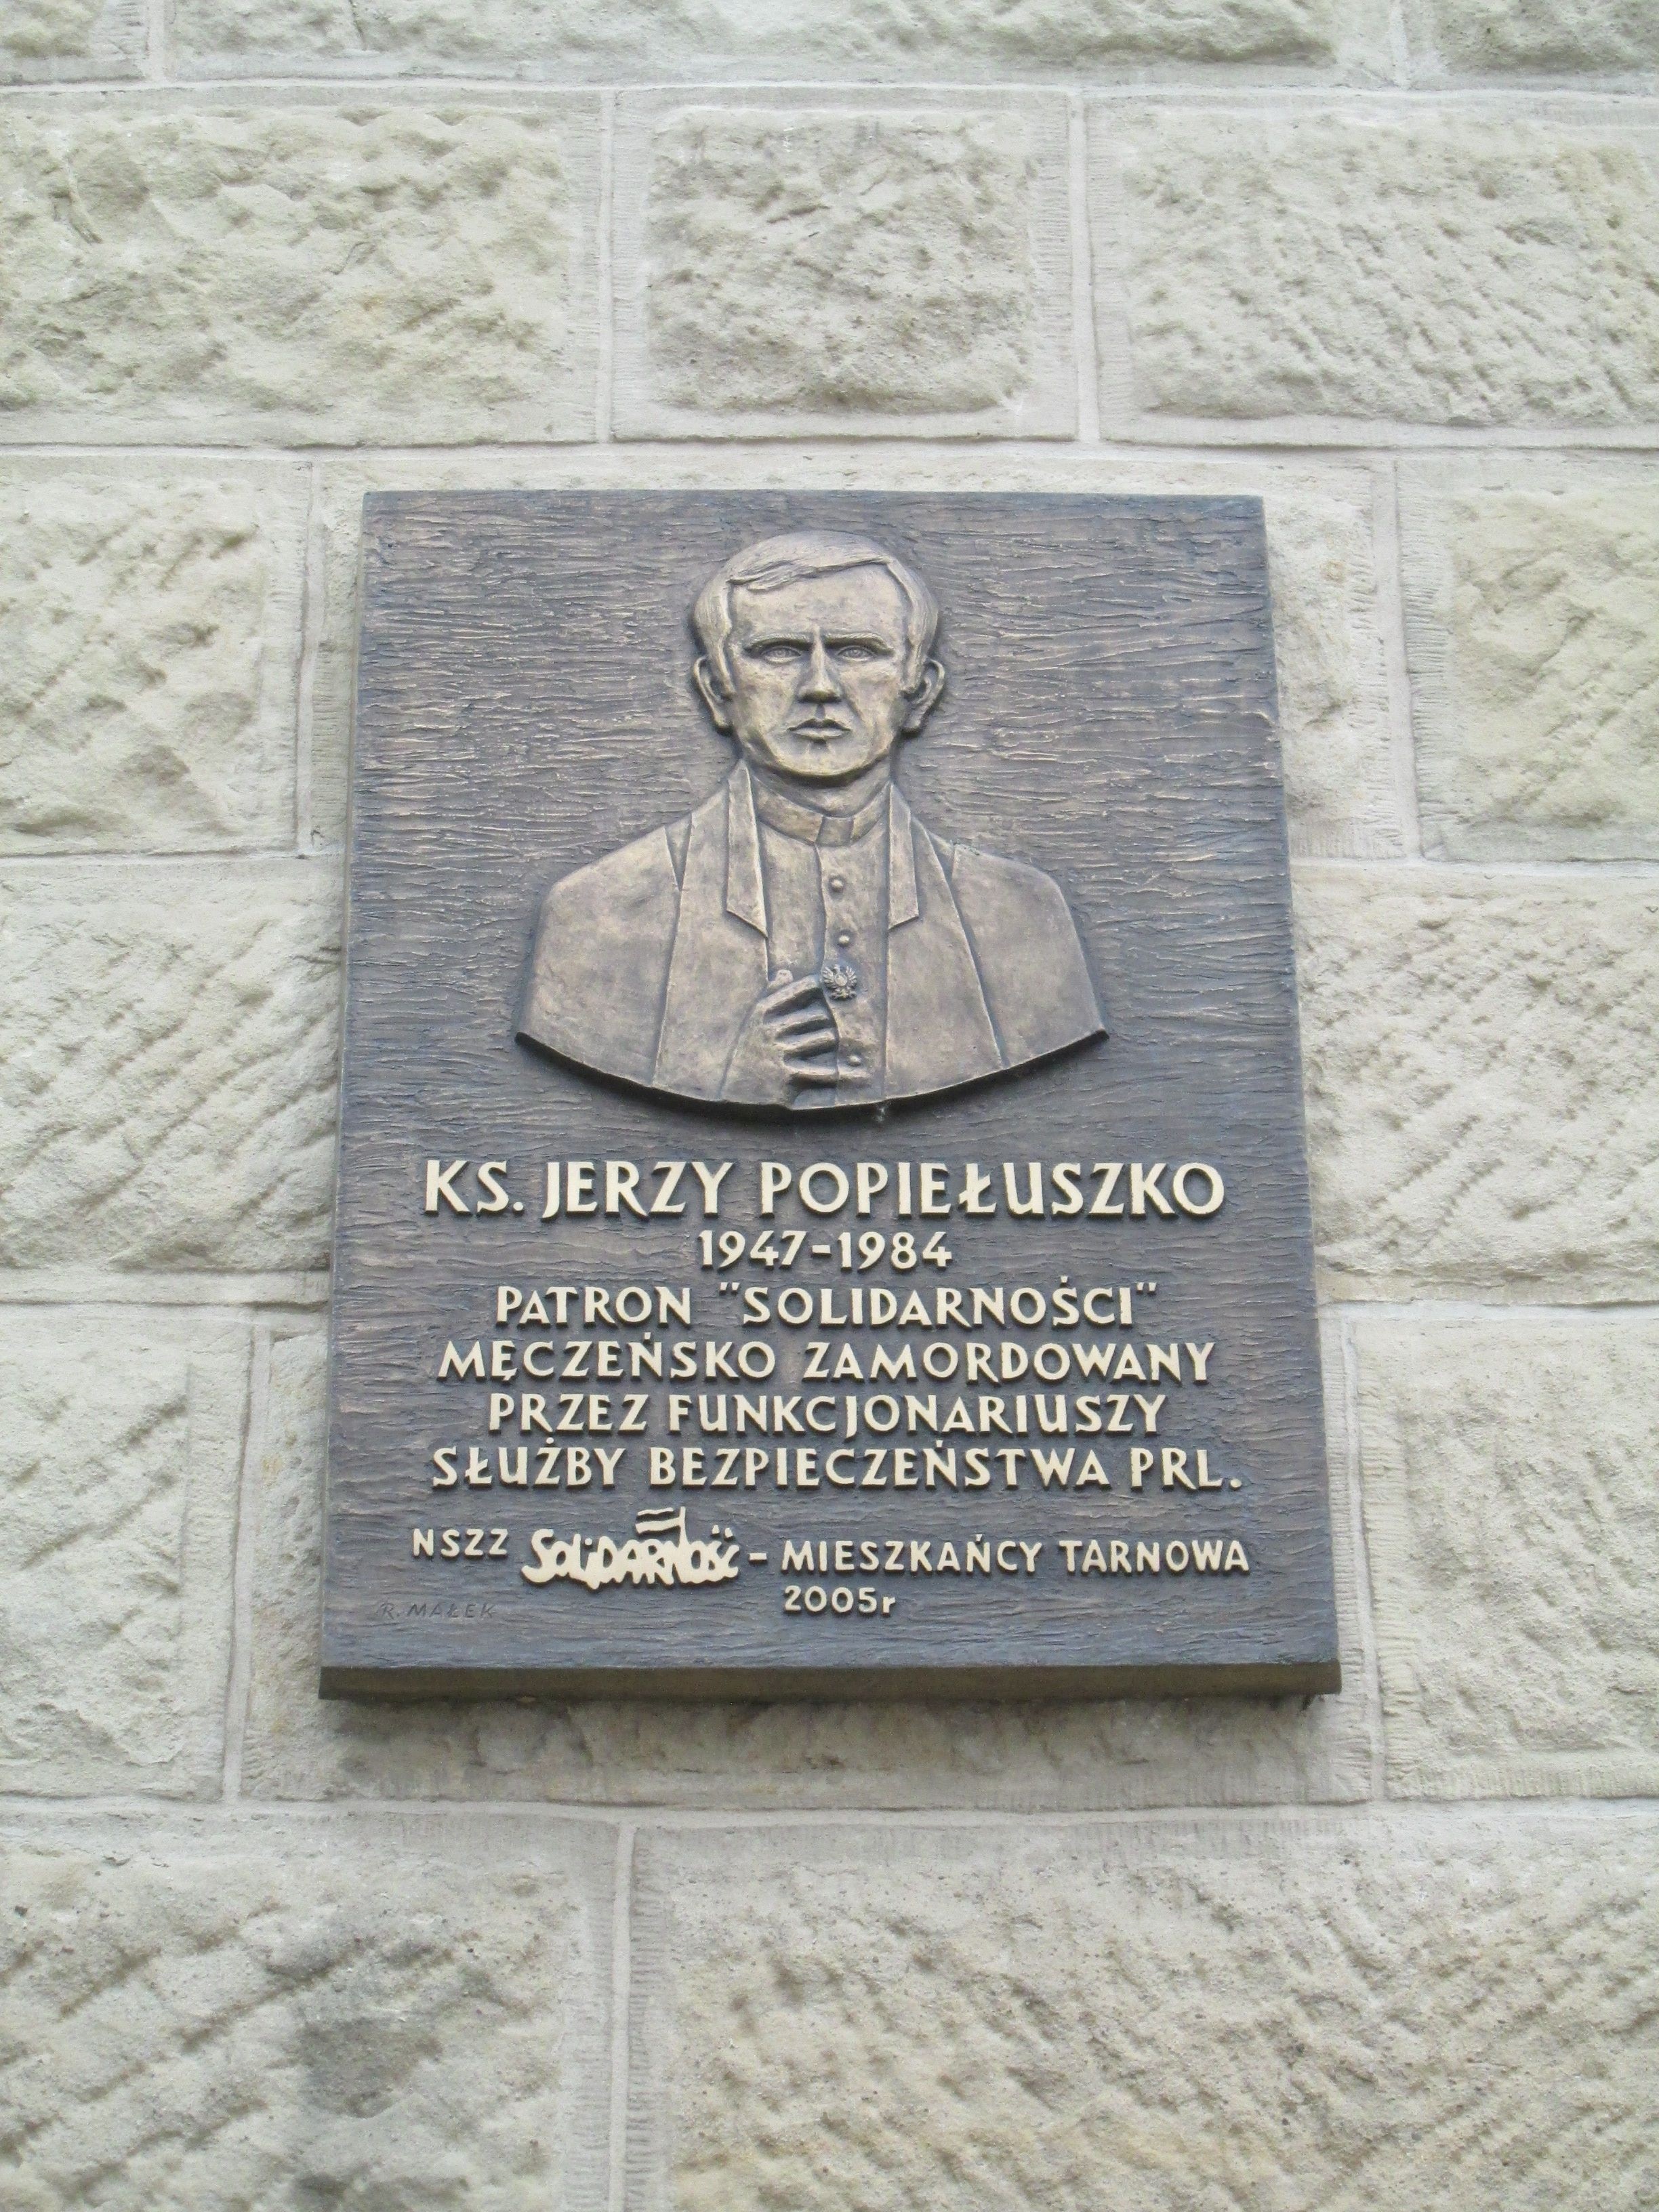 KS. JERZY POPIEŁUSZKO
1947-1984
PATRON "SOLIDARNOŚCI"
MĘCZEŃSKO ZAMORDOWANY
PRZEZ FUNKCJONARIUSZY
SŁUŻBY BEZPIECZEŃSTWA PRL.
NSZZ SOLIDARNOŚĆ - MIESZKAŃCY TARNOWA
2005r
R. MAŁEK